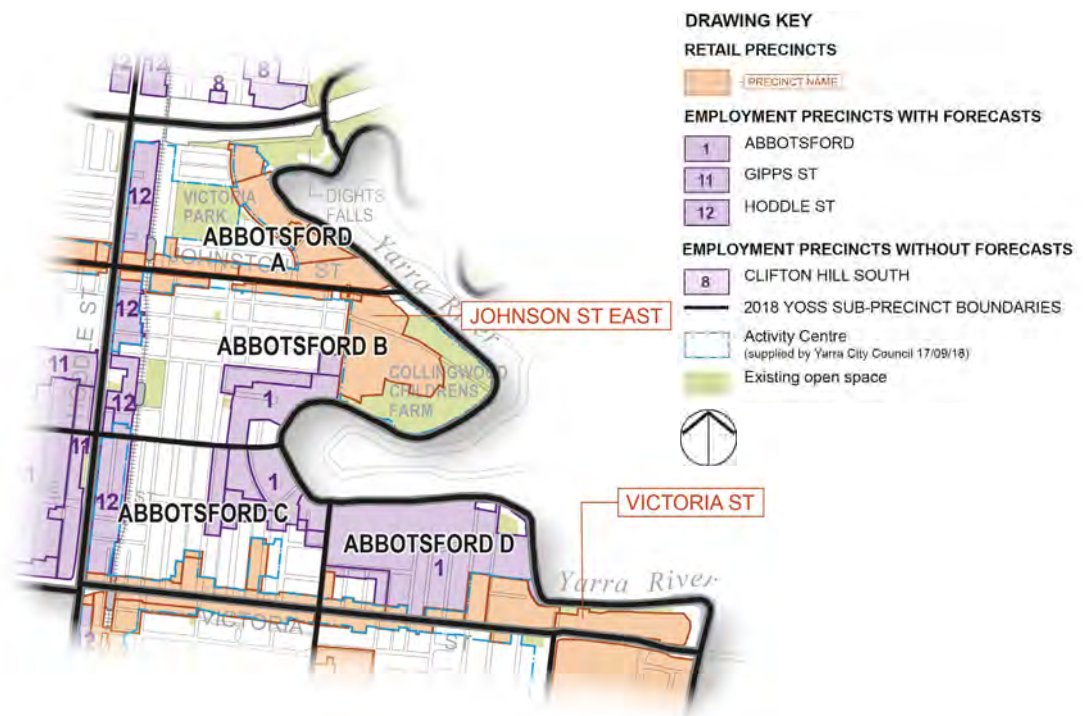 DRAWING KEY
RETAIL PRECINCTS
PRECINCT NAME
EMPLOYMENT PRECINCTS WITH FORECASTS
1 ABBOTSFORD
11 GIPPS ST
12 HODDLE ST
EMPLOYMENT PRECINCTS WITHOUT FORECASTS
8 CLIFTON HILL SOUTH
2018 YOSS SUB-PRECINCT BOUNDARIES
Activity Centre
(supplied by Yarra City Council 17/09/18)
Existing open space
12
12
8
8
12
VICTORIA
PARK
DIGHTS
FALLS
ABBOTSFORD
A
JOHNSTON ST
Yarra River
12
JOHNSON ST EAST
ABBOTSFORD B
COLLINGWOOD
CHILDRENS
FARM
11
12
1
11
1
1
12
ST
ABBOTSFORD C
ABBOTSFORD D
1
VICTORIA ST
Yarra River
VICTORIA
ST